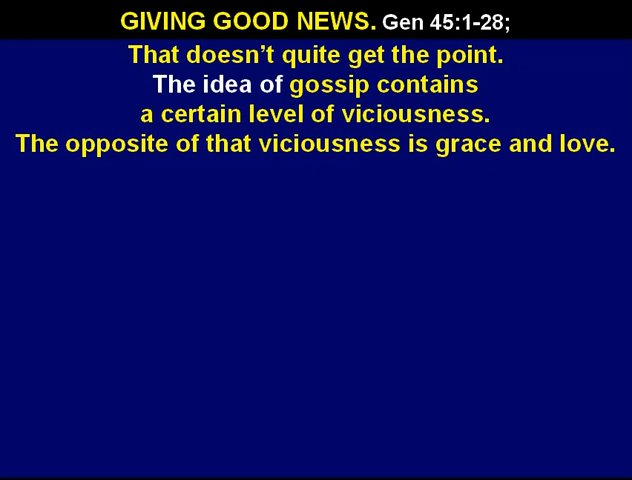 GIVING GOOD NEWS. Gen 45:1-28;
That doesn’t quite get the point.
The idea of gossip contains
a certain level of viciousness.
The opposite of that viciousness is grace and love.